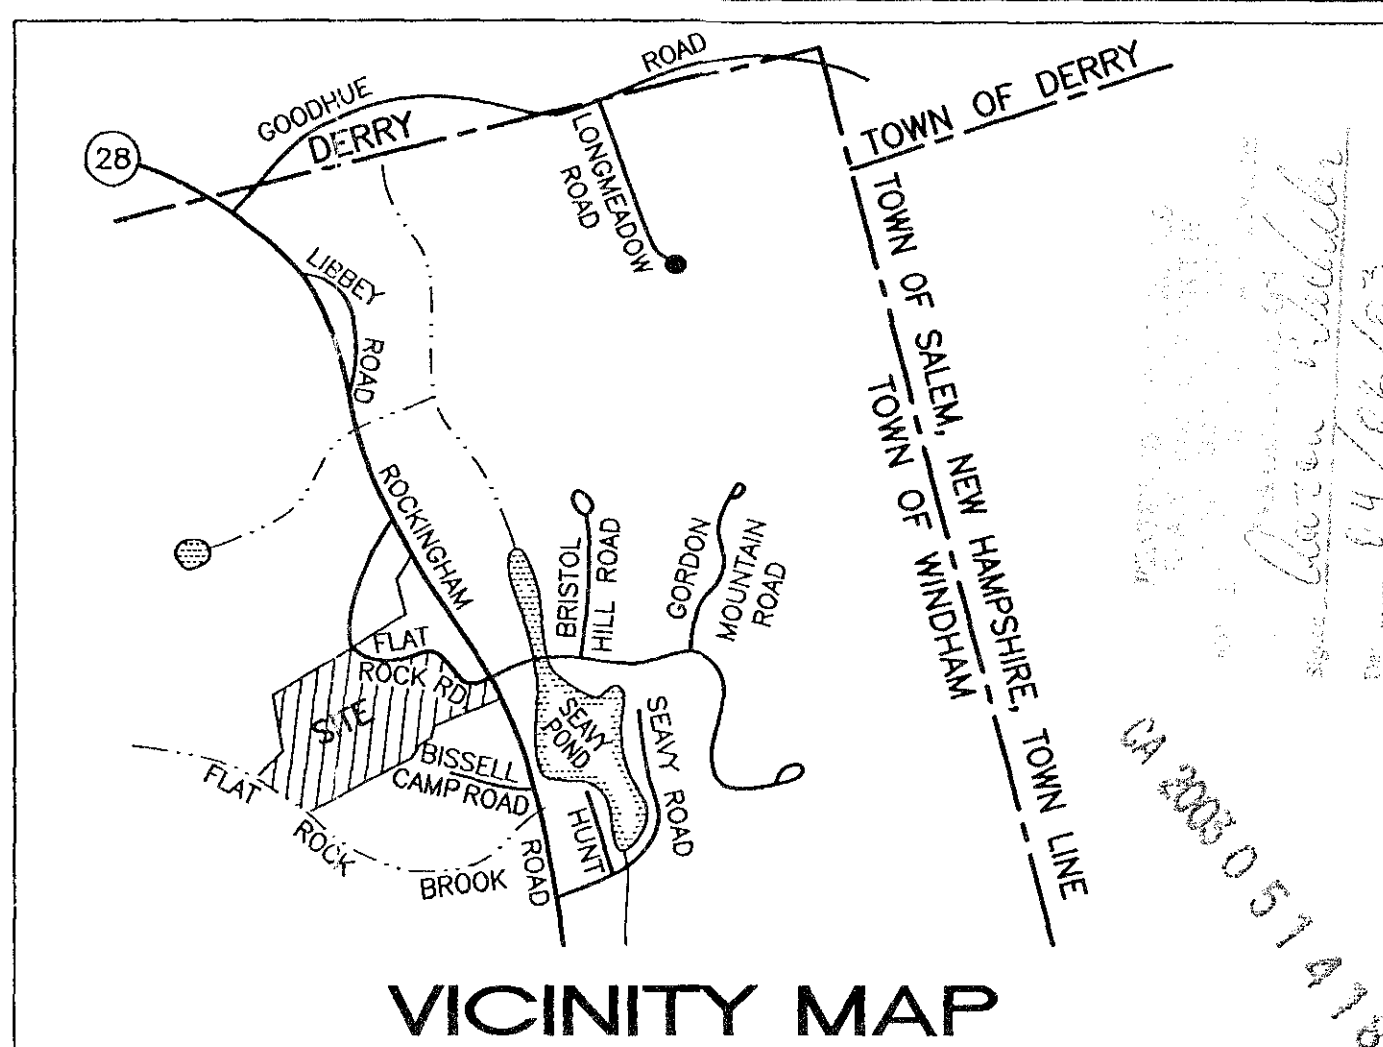 ROAD
GOODHUE
DERRY
TOWN OF DERRY
28
LONGMEADOW
ROAD
LIBBEY
ROAD
TOWN OF SALEM, NEW HAMPSHIRE, TOWN LINE
TOWN OF WINDHAM
ROCKINGHAM
BRISTOL
HILL ROAD
GORDON
MOUNTAIN
ROAD
FLAT
ROCK RD.
SITE
SEAVY
POND
SEAVY ROAD
BISSELL
CAMP ROAD
FLAT
ROCK
BROOK
HUNT
ROAD
VICINITY MAP